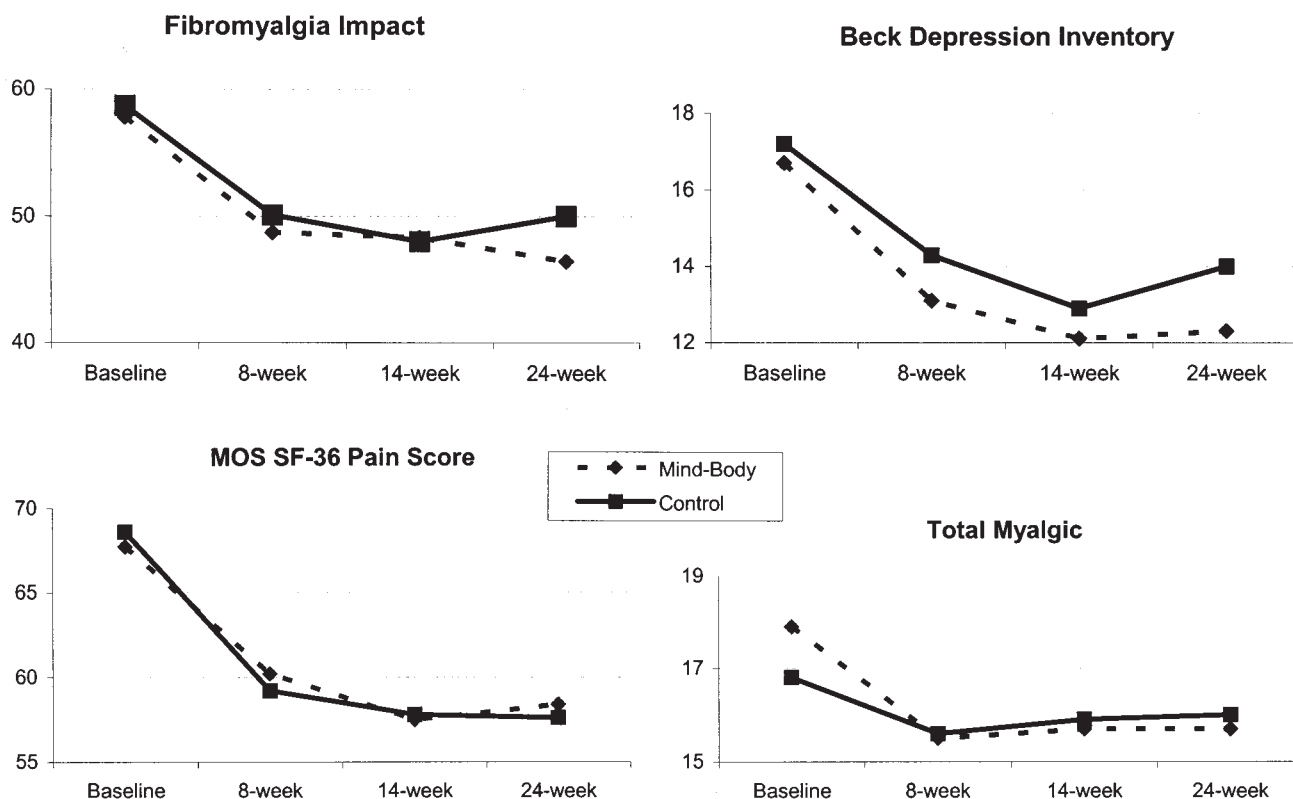 Fibromyalgia Impact
60
50
40
Baseline 8-week 14-week 24-week
Beck Depression Inventory
18
16
14
12
Baseline 8-week 14-week 24-week
MOS SF-36 Pain Score
70
65
60
55
Baseline 8-week 14-week 24-week
Mind-Body
Control
Total Myalgic
19
17
15
Baseline 8-week 14-week 24-week